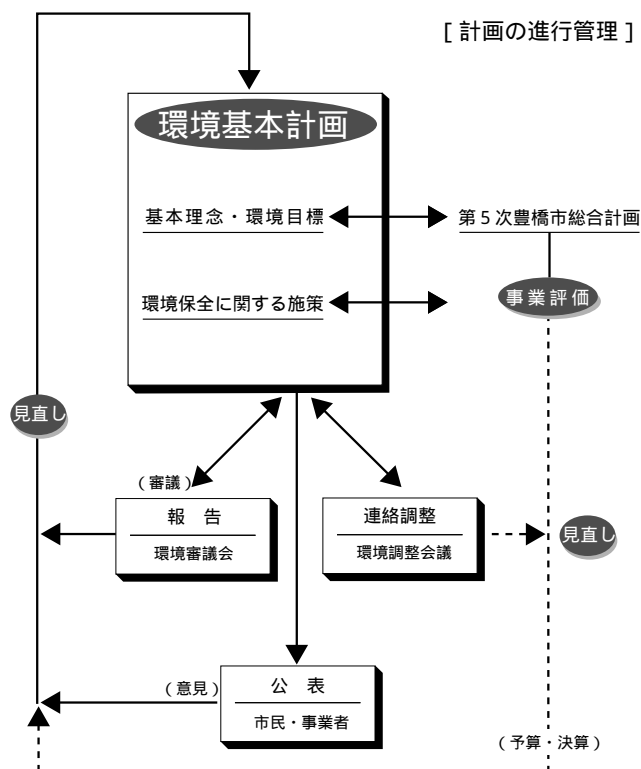 [計画の進行管理]
環境基本計画
基本理念・環境目標
第5次豊橋市総合計画
事業評価
環境保全に関する施策
見直し
(審議)
報 告
環境審議会
連絡調整
環境調整会議
見直し
(意見)
公 表
市民・事業者
(予算・決算)